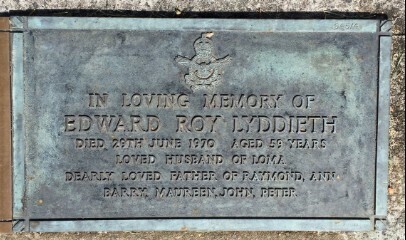 IN LOVING MEMORY OF
EDWARD ROY LYDDIETH
DIED 29TH JUNE 1970 AGED 59 YEARS
LOVED HUSBAND OF LOMA
DEARLY LOVED FATHER OF RAYMOND, ANN
BARRY, MAUREEN, JOHN, PETER